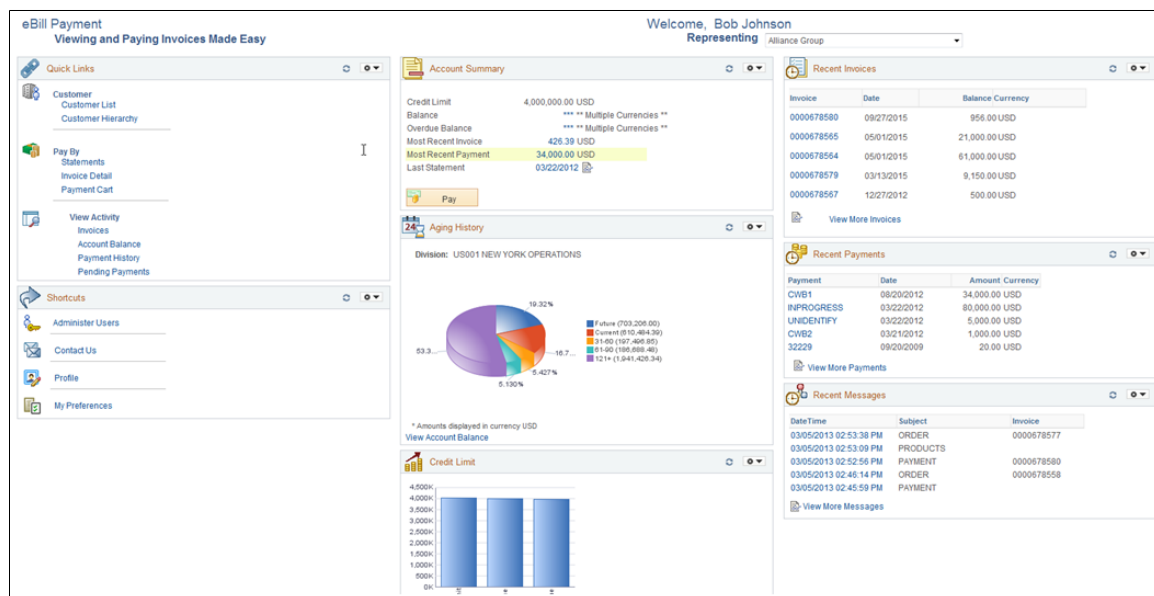 eBill Payment
Viewing and Paying Invoices Made Easy
Welcome, Bob Johnson
Representing Alliance Group
Quick Links
Customer
Customer List
Customer Hierarchy
Pay By
Statements
Invoice Detail
Payment Cart
View Activity
Invoices
Account Balance
Payment History
Pending Payments
Shortcuts
Administer Users
Contact Us
Profile
My Preferences
Account Summary
Credit Limit 4,000,000.00 USD
Balance *** ** Multiple Currencies **
Overdue Balance *** ** Multiple Currencies **
Most Recent Invoice 426.39 USD
Most Recent Payment 34,000.00 USD
Last Statement 03/22/2012
Pay
24
Aging History
Division: US001 NEW YORK OPERATIONS
19.32%
53.3...
16.7...
5.427%
5.130%
Future (703,206.00)
Current (610,484.39)
31-60 (197,496.85)
61-90 (186,688.48)
121+ (1,941,426.34)
* Amounts displayed in currency USD
View Account Balance
Credit Limit
4,500K
4,000K
3,500K
3,000K
2,500K
2,000K
1,500K
1,000K
500K
0K
Recent Invoices
Invoice Date Balance Currency
0000678580 09/27/2015 956.00 USD
0000678565 05/01/2015 21,000.00 USD
0000678564 05/01/2015 61,000.00 USD
0000678579 03/13/2015 9,150.00 USD
0000678567 12/27/2012 500.00 USD
View More Invoices
Recent Payments
Payment Date Amount Currency
CWB1 08/20/2012 34,000.00 USD
INPROGRESS 03/22/2012 80,000.00 USD
UNIDENTIFY 03/22/2012 5,000.00 USD
CWB2 03/21/2012 1,000.00 USD
32229 09/20/2009 20.00 USD
View More Payments
Recent Messages
DateTime Subject Invoice
03/05/2013 02:53:38 PM ORDER 0000678577
03/05/2013 02:53:09 PM PRODUCTS
03/05/2013 02:52:56 PM PAYMENT 0000678580
03/05/2013 02:46:14 PM ORDER 0000678558
03/05/2013 02:45:59 PM PAYMENT
View More Messages